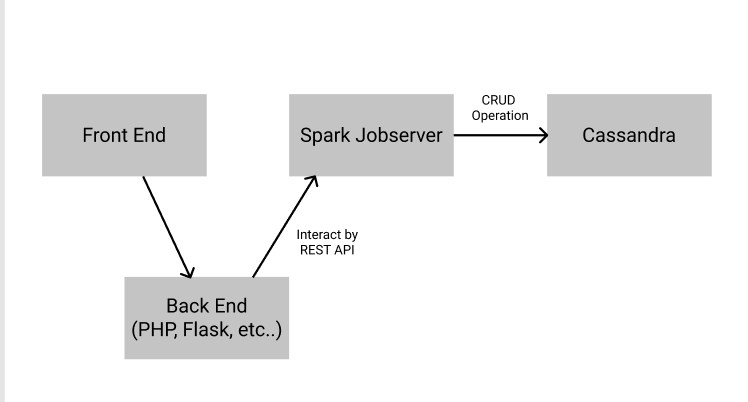 Front End
Spark Jobserver
CRUD
Operation
Cassandra
Interact by
REST API
Back End
(PHP, Flask, etc..)